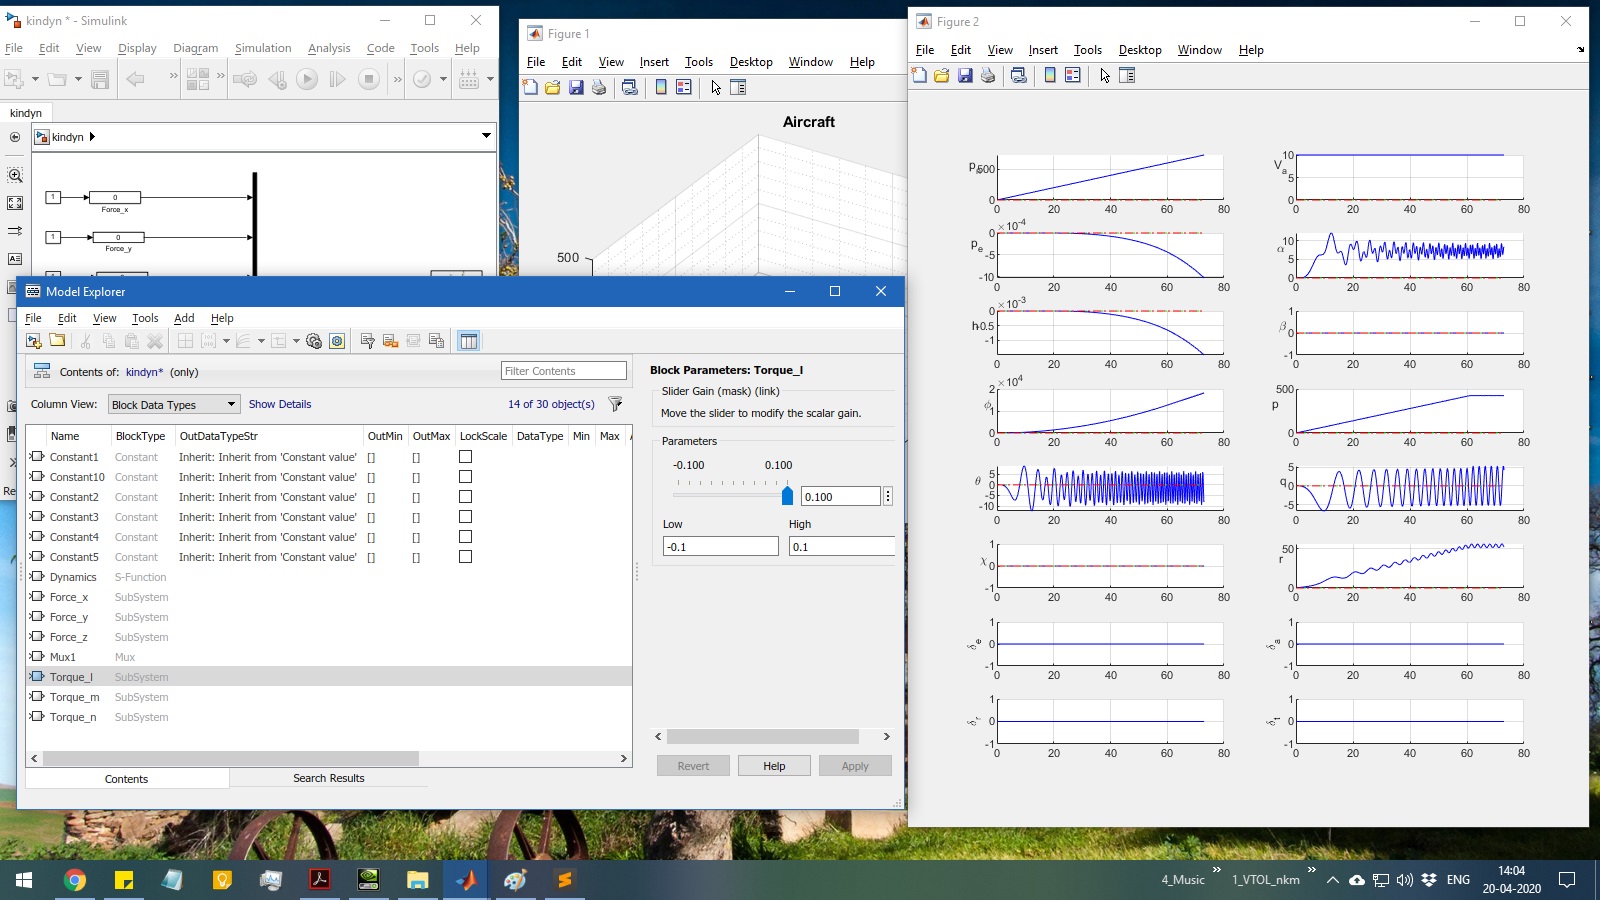 kindyn * - Simulink
File Edit View Display Diagram Simulation Analysis Code Tools Help
kindyn
kindyn
1 0
Force_x
1 0
Force_y
Figure 1
File Edit View Insert Tools Desktop Window Help
Aircraft
500
Model Explorer
File Edit View Tools Add Help
Contents of: kindyn* (only)
Filter Contents
Column View: Block Data Types Show Details 14 of 30 object(s)
Name BlockType OutDataTypeStr OutMin OutMax LockScale DataType Min Max
Constant1 Constant Inherit: Inherit from 'Constant value' [] []
Constant10 Constant Inherit: Inherit from 'Constant value' [] []
Constant2 Constant Inherit: Inherit from 'Constant value' [] []
Constant3 Constant Inherit: Inherit from 'Constant value' [] []
Constant4 Constant Inherit: Inherit from 'Constant value' [] []
Constant5 Constant Inherit: Inherit from 'Constant value' [] []
Dynamics S-Function
Force_x SubSystem
Force_y SubSystem
Force_z SubSystem
Mux1 Mux
Torque_l SubSystem
Torque_m SubSystem
Torque_n SubSystem
Contents Search Results
Block Parameters: Torque_l
Slider Gain (mask) (link)
Move the slider to modify the scalar gain.
Parameters
-0.100 0.100
0.100
Low High
-0.1 0.1
Revert Help Apply
Figure 2
File Edit View Insert Tools Desktop Window Help
500
0
0 20 40 60 80
V a
10
5
0
0 20 40 60 80
×10 -4
p e
0
-5
-10
0 20 40 60 80
α
10
5
0
0 20 40 60 80
×10 -3
h
-0.5
-1
0 20 40 60 80
β
1
0
-1
0 20 40 60 80
×10 4
ϕ
2
1
0
0 20 40 60 80
p
500
0
0 20 40 60 80
θ
5
0
-5
-10
0 20 40 60 80
q
5
0
-5
0 20 40 60 80
χ
1
0
-1
0 20 40 60 80
r
50
0
0 20 40 60 80
δ e
1
0
-1
0 20 40 60 80
δ a
1
0
-1
0 20 40 60 80
δ r
1
0
-1
0 20 40 60 80
δ t
1
0
-1
0 20 40 60 80
4_Music 1_VTOL_nkm ENG
14:04
20-04-2020